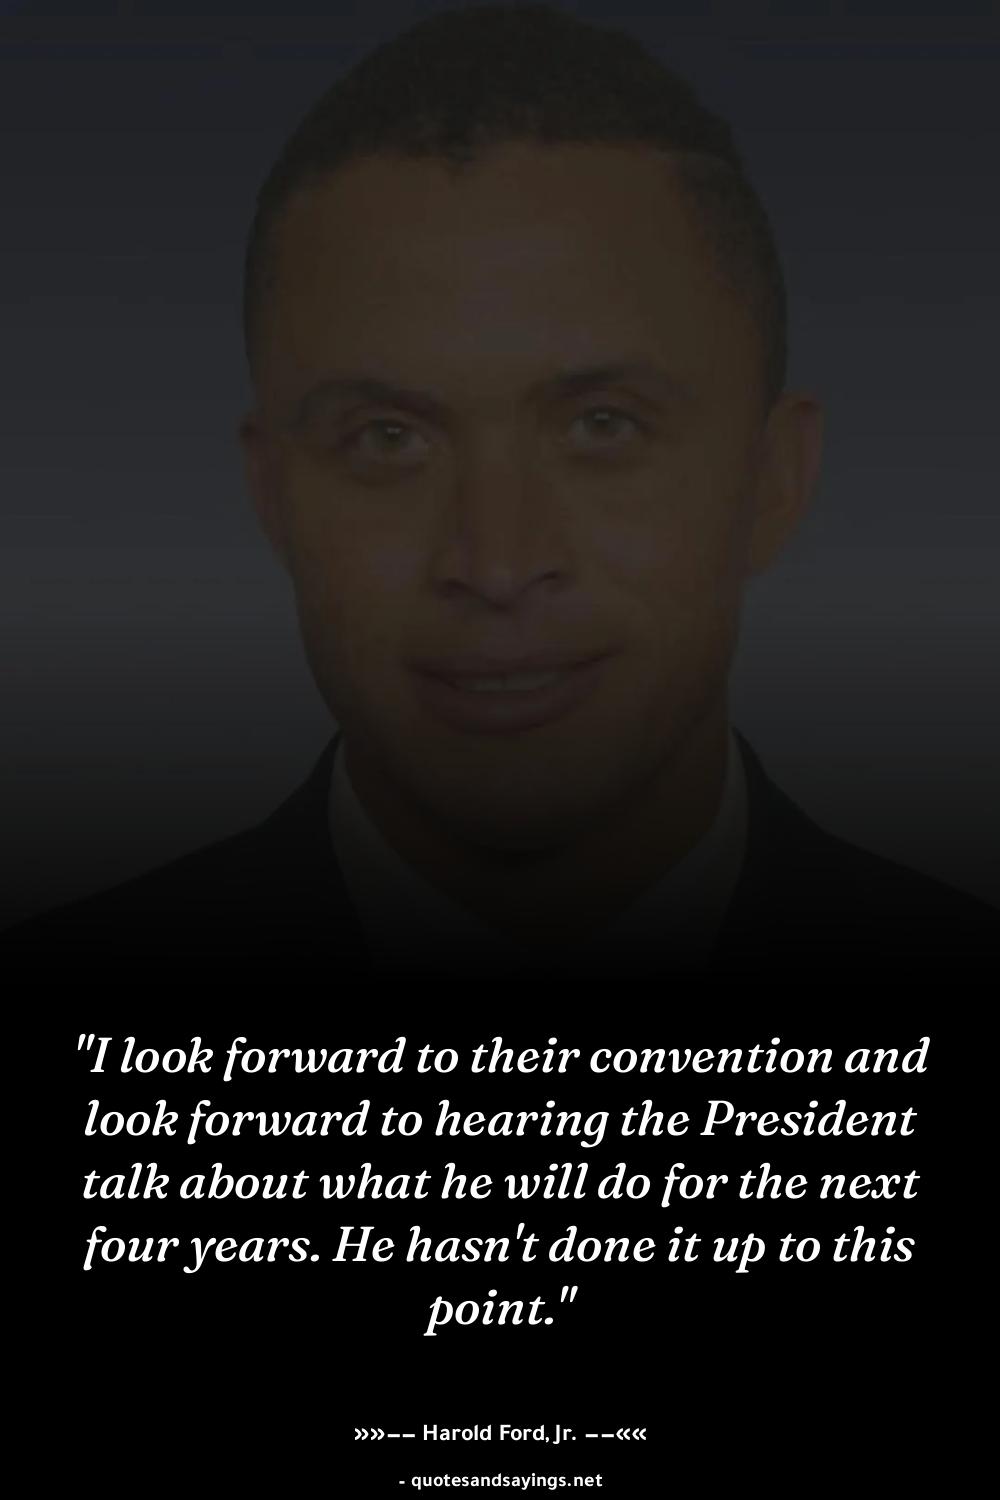 "I look forward to their convention and
look forward to hearing the President
talk about what he will do for the next
four years. He hasn't done it up to this
point."
»»−− Harold Ford, Jr. −−««
- quotesandsayings.net